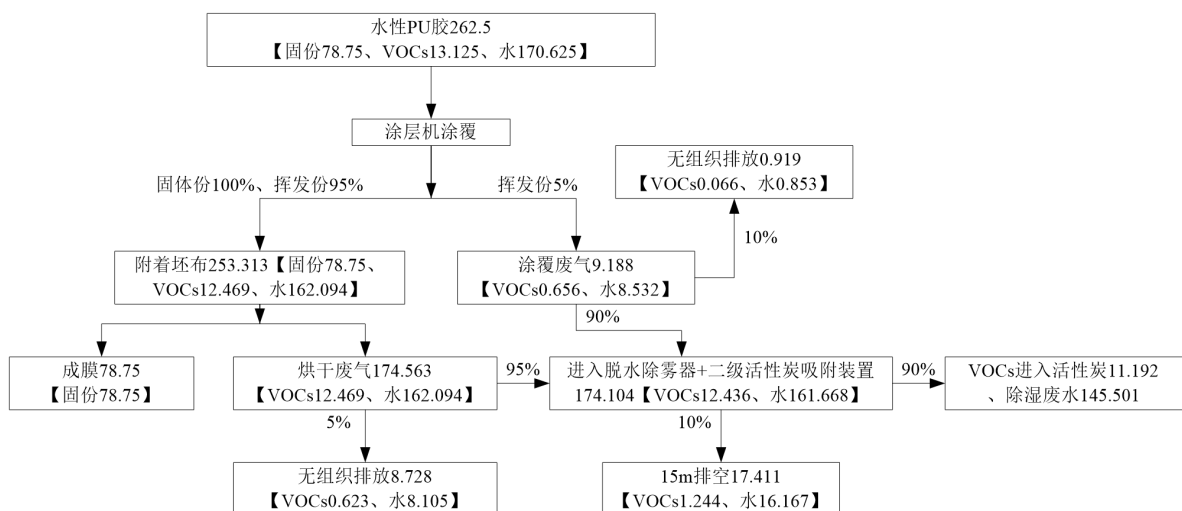 水性PU胶262.5
【固份78.75、VOCs13.125、水170.625】
涂层机涂覆
无组织排放0.919
【VOCs0.066、水0.853】
固体份100%、挥发份95%
挥发份5%
10%
附着坯布253.313【固份78.75、
VOCs12.469、水162.094】
涂覆废气9.188
【VOCs0.656、水8.532】
90%
成膜78.75
【固份78.75】
烘干废气174.563
【VOCs12.469、水162.094】
95%
进入脱水除雾器+二级活性炭吸附装置
174.104【VOCs12.436、水161.668】
90%
VOCs进入活性炭11.192
、除湿废水145.501
5%
10%
无组织排放8.728
【VOCs0.623、水8.105】
15m排空17.411
【VOCs1.244、水16.167】